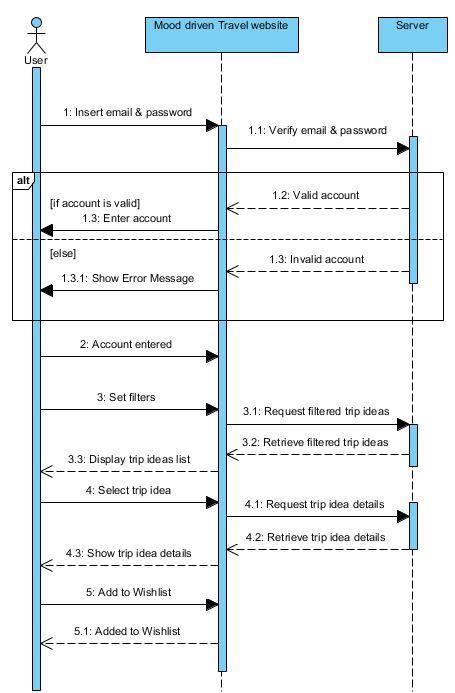 Mood driven Travel website
Server
User
1: Insert email & password
1.1: Verify email & password
alt
1.2: Valid account
[if account is valid]
1.3: Enter account
[else]
1.3: Invalid account
1.3.1: Show Error Message
2: Account entered
3: Set filters
3.1: Request filtered trip ideas
3.2: Retrieve filtered trip ideas
3.3: Display trip ideas list
4: Select trip idea
4.1: Request trip idea details
4.2: Retrieve trip idea details
4.3: Show trip idea details
5: Add to Wishlist
5.1: Added to Wishlist